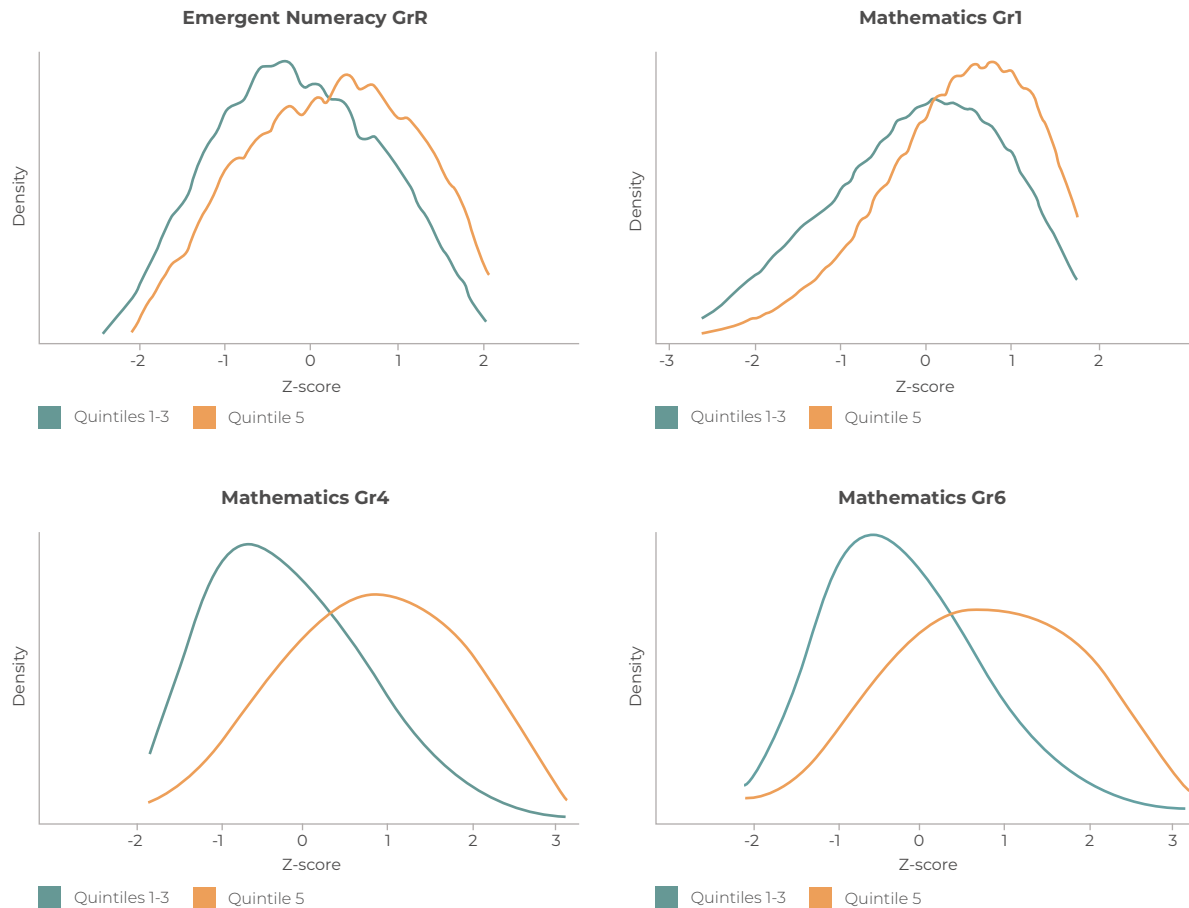 Emergent Numeracy GrR
Density
-2 -1 0 1 2
Z-score
Quintiles 1-3 Quintile 5
Mathematics Gr1
Density
-3 -2 -1 0 1 2
Z-score
Quintiles 1-3 Quintile 5
Mathematics Gr4
Density
-2 -1 0 1 2 3
Z-score
Quintiles 1-3 Quintile 5
Mathematics Gr6
Density
-2 -1 0 1 2 3
Z-score
Quintiles 1-3 Quintile 5